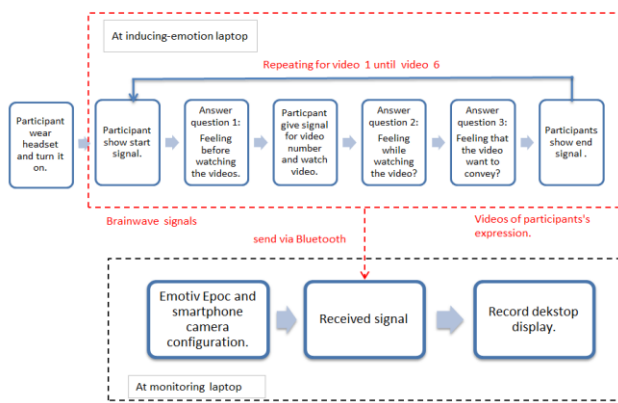 At inducing-emotion laptop
Repeating for video 1 until video 6
Participant
wear
headset
and turn it
on.
Participant
show start
signal.
Answer
question 1:
Feeling
before
watching
the videos.
Partiicpant
give signal
for video
number
and watch
video.
Answer
question 2:
Feeling
while
watching
the video?
Answer
question 3:
Feeling that
the video
want to
convey?
Participants
show end
signal .
Brainwave signals
Videos of participants's
expression.
send via Bluetooth
Emotiv Epoc and
smartphone
camera
configuration.
Received signal
Record dekstop
display.
At monitoring laptop